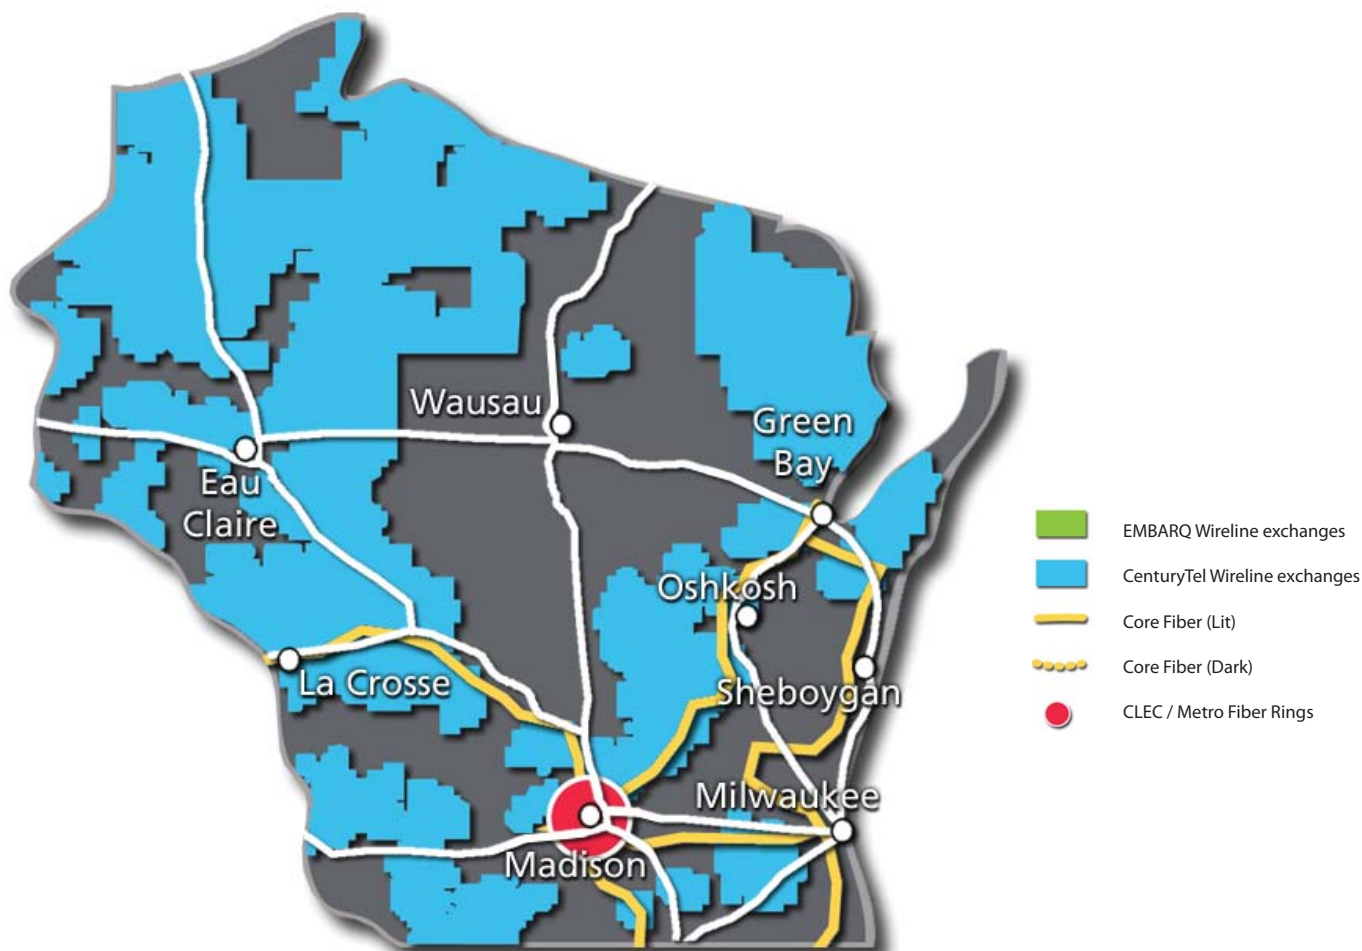 Wausau
Green
Bay
Eau
Claire
Oshkosh
La Crosse
Sheboygan
Milwaukee
Madison
EMBARQ Wireline exchanges
CenturyTel Wireline exchanges
Core Fiber (Lit)
Core Fiber (Dark)
CLEC / Metro Fiber Rings